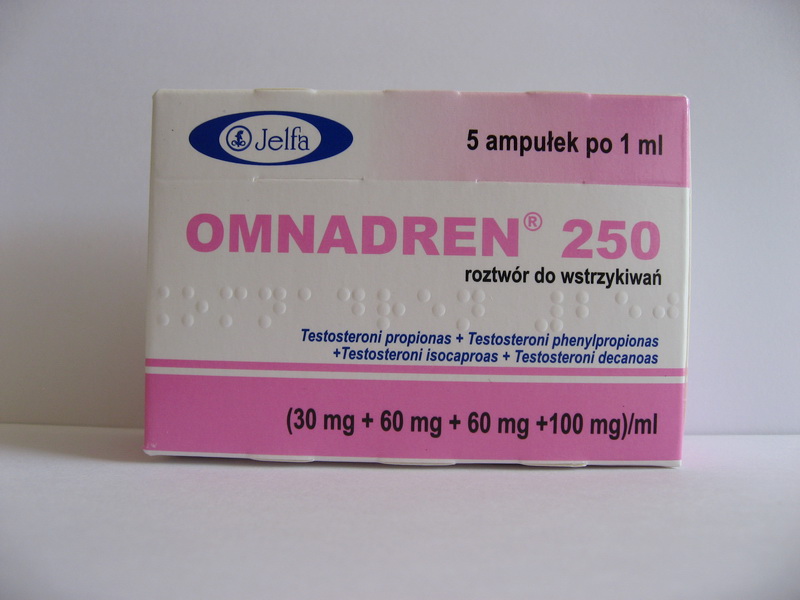 Jelfa
5 ampułek po 1 ml
OMNADREN® 250
roztwór do wstrzykiwań
Testosteroni propionas + Testosteroni phenylpropionas
+Testosteroni isocaproas + Testosteroni decanoas
(30 mg + 60 mg + 60 mg +100 mg)/ml